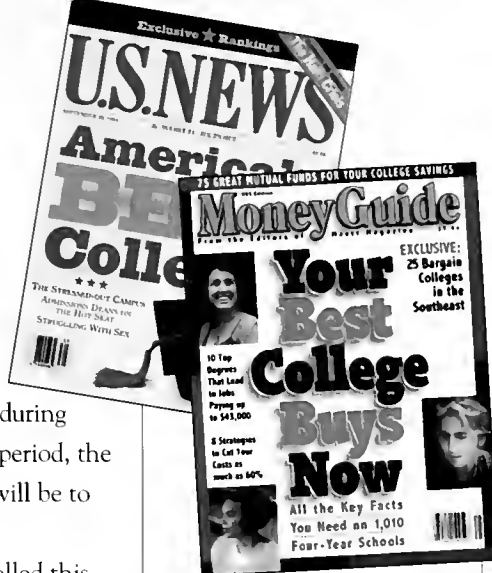 Exclusive ★ Rankings
U.S.NEWS
& WORLD REPORT
America's
BE
Colle
★ ★ ★
THE STRESSED-OUT CAMPUS
ADMISSIONS DEANS ON
THE HOT SEAT
STRUGGLING WITH SEX
25 GREAT MUTUAL FUNDS FOR YOUR COLLEGE SAVINGS
MoneyGuide
From the Editors of Money Magazine
EXCLUSIVE:
25 Bargain
Colleges
in the
Southeast
Your
Best
College
Buys
Now
10 Top
Degrees
That Lead
to Jobs
Paying up
to $43,000
8 Strategies
to Cut Your
Costs as
much as 60%
All the Key Facts
You Need on 1,010
Four-Year Schools
during
period, the
will be to
lled this